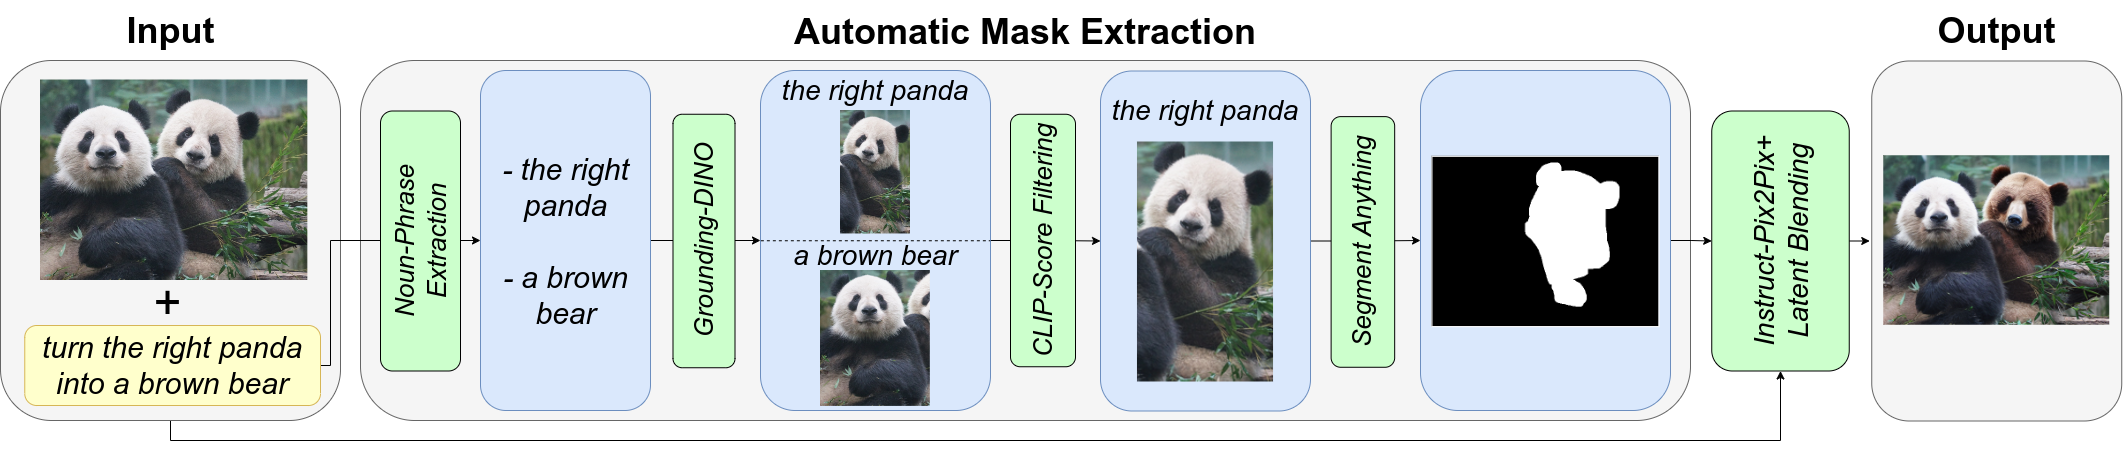 Input
Automatic Mask Extraction
Output
+
turn the right panda
into a brown bear
Noun-Phrase
Extraction
- the right
panda
- a brown
bear
Grounding-DINO
the right panda
a brown bear
CLIP-Score Filtering
the right panda
Segment Anything
Instruct-Pix2Pix+
Latent Blending